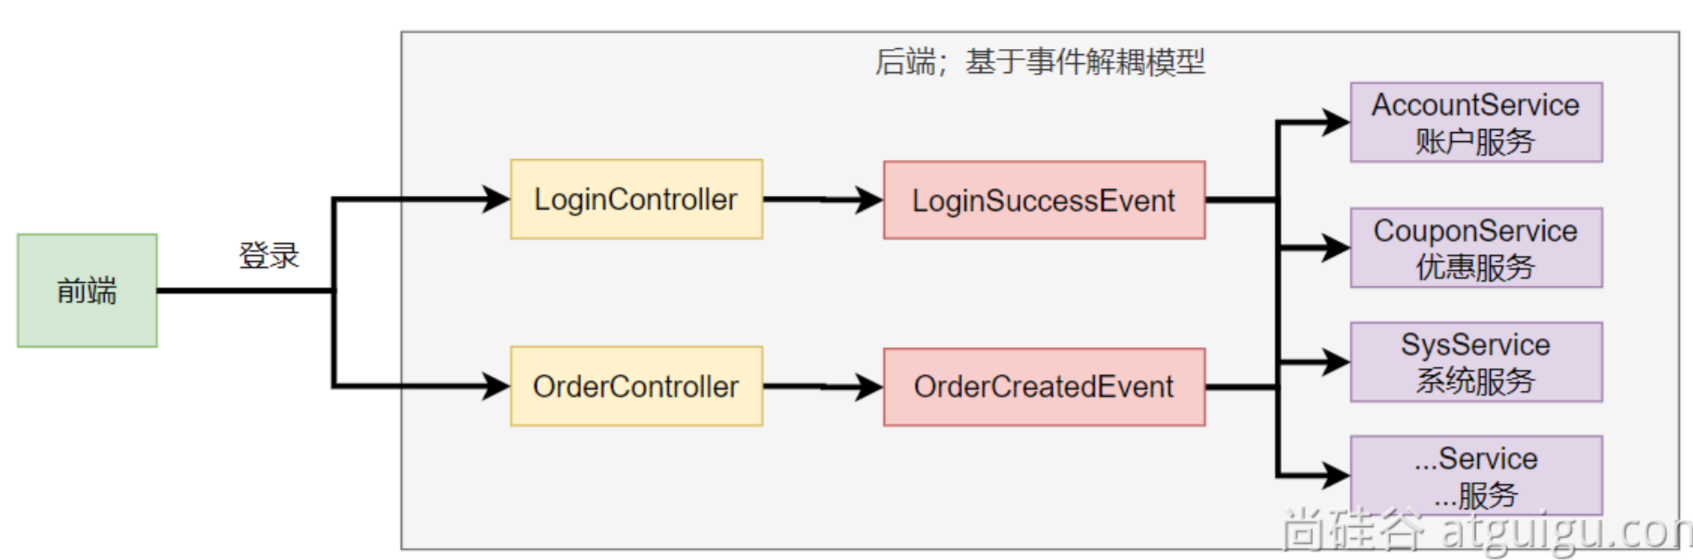 后端；基于事件解耦模型
前端
登录
LoginController
OrderController
LoginSuccessEvent
OrderCreatedEvent
AccountService
账户服务
CouponService
优惠服务
SysService
系统服务
...Service
...服务
尚硅谷 atguigu.con